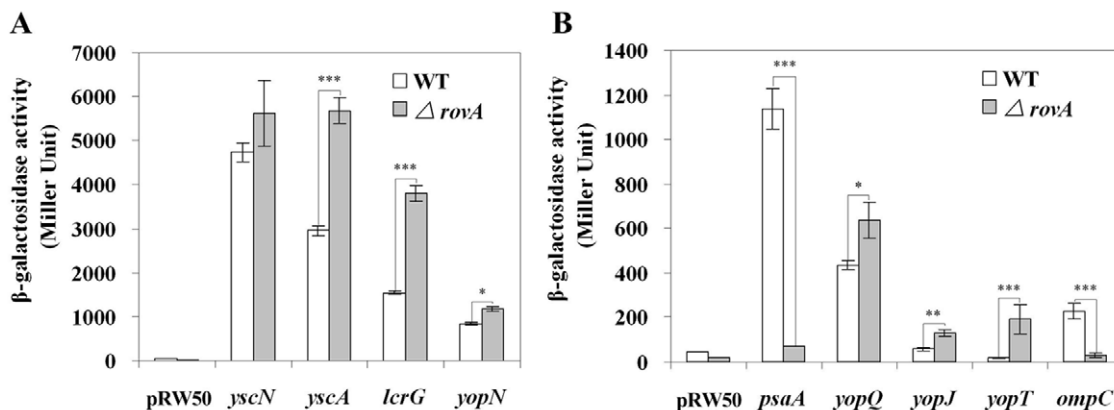 A
β-galactosidase activity
(Miller Unit)
7000
6000
5000
4000
3000
2000
1000
0
WT
△ rovA
***
***
*
pRW50 yscN yscA lcrG yopN
B
β-galactosidase activity
(Miller Unit)
1400
1200
1000
800
600
400
200
0
WT
△ rovA
***
*
**
***
***
pRW50 psaA yopQ yopJ yopT ompC